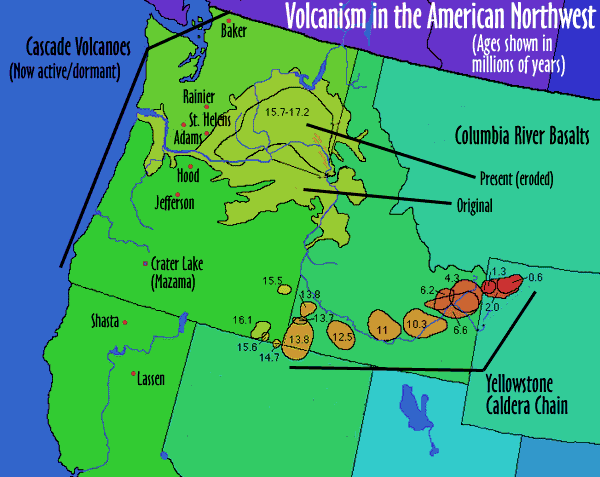 Volcanism in the American Northwest
(Ages shown in
millions of years)
Cascade Volcanoes
(Now active/dormant)
Baker
Rainier
St. Helens
Adams
Hood
Jefferson
Crater Lake
(Mazama)
Shasta
Lassen
15.7-17.2
Columbia River Basalts
Present (eroded)
Original
15.5
16.1
15.6
14.7
13.8
13.7
13.8
12.5
11
10.3
6.2
4.3
6.6
2.0
1.3
0.6
Yellowstone
Caldera Chain